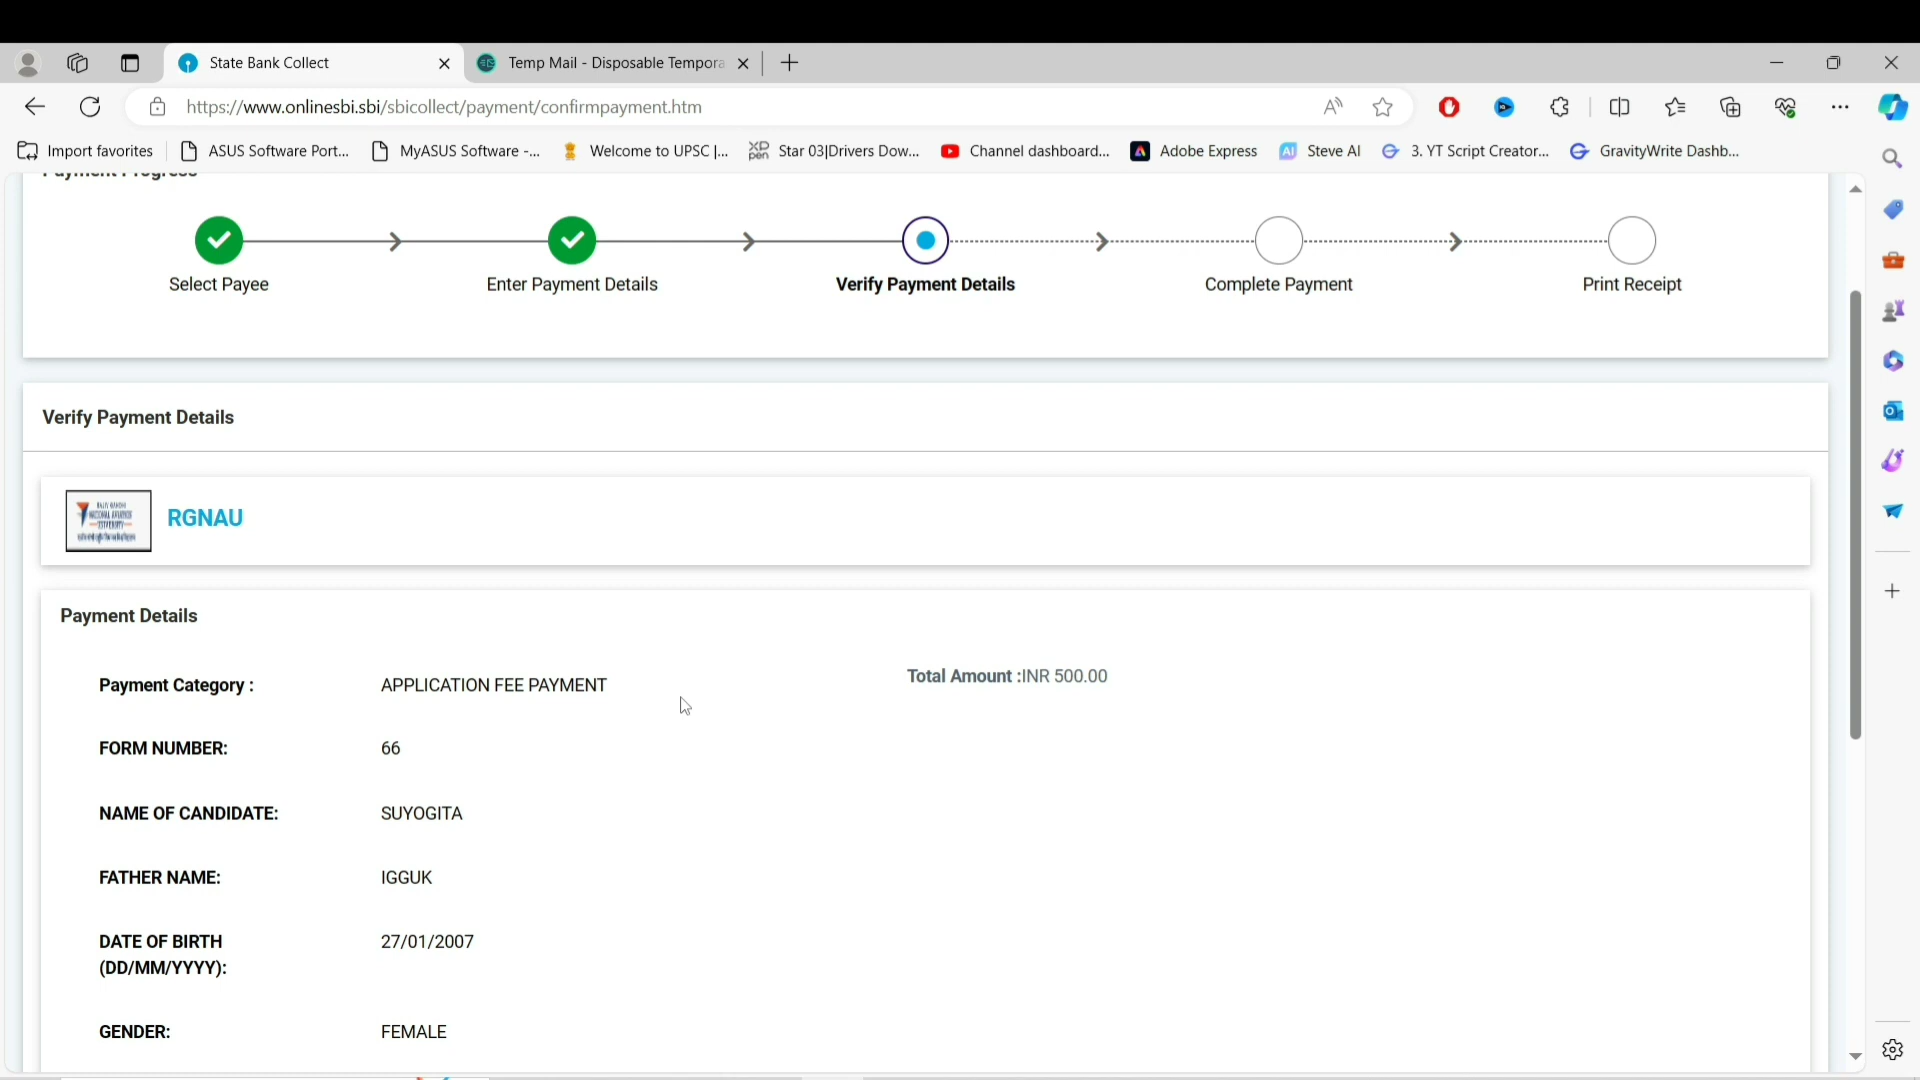 State Bank Collect
Temp Mail - Disposable Tempora
https://www.onlinesbi.sbi/sbicollect/payment/confirmpayment.htm
Import favorites
ASUS Software Port...
MyASUS Software -...
Welcome to UPSC |...
Star 03|Drivers Dow...
Channel dashboard...
Adobe Express
Steve AI
3. YT Script Creator...
GravityWrite Dashb...
Payment Progress
Select Payee
Enter Payment Details
Verify Payment Details
Complete Payment
Print Receipt
Verify Payment Details
RGNAU
Payment Details
Payment Category : APPLICATION FEE PAYMENT
Total Amount :INR 500.00
FORM NUMBER: 66
NAME OF CANDIDATE: SUYOGITA
FATHER NAME: IGGUK
DATE OF BIRTH 27/01/2007
(DD/MM/YYYY):
GENDER: FEMALE